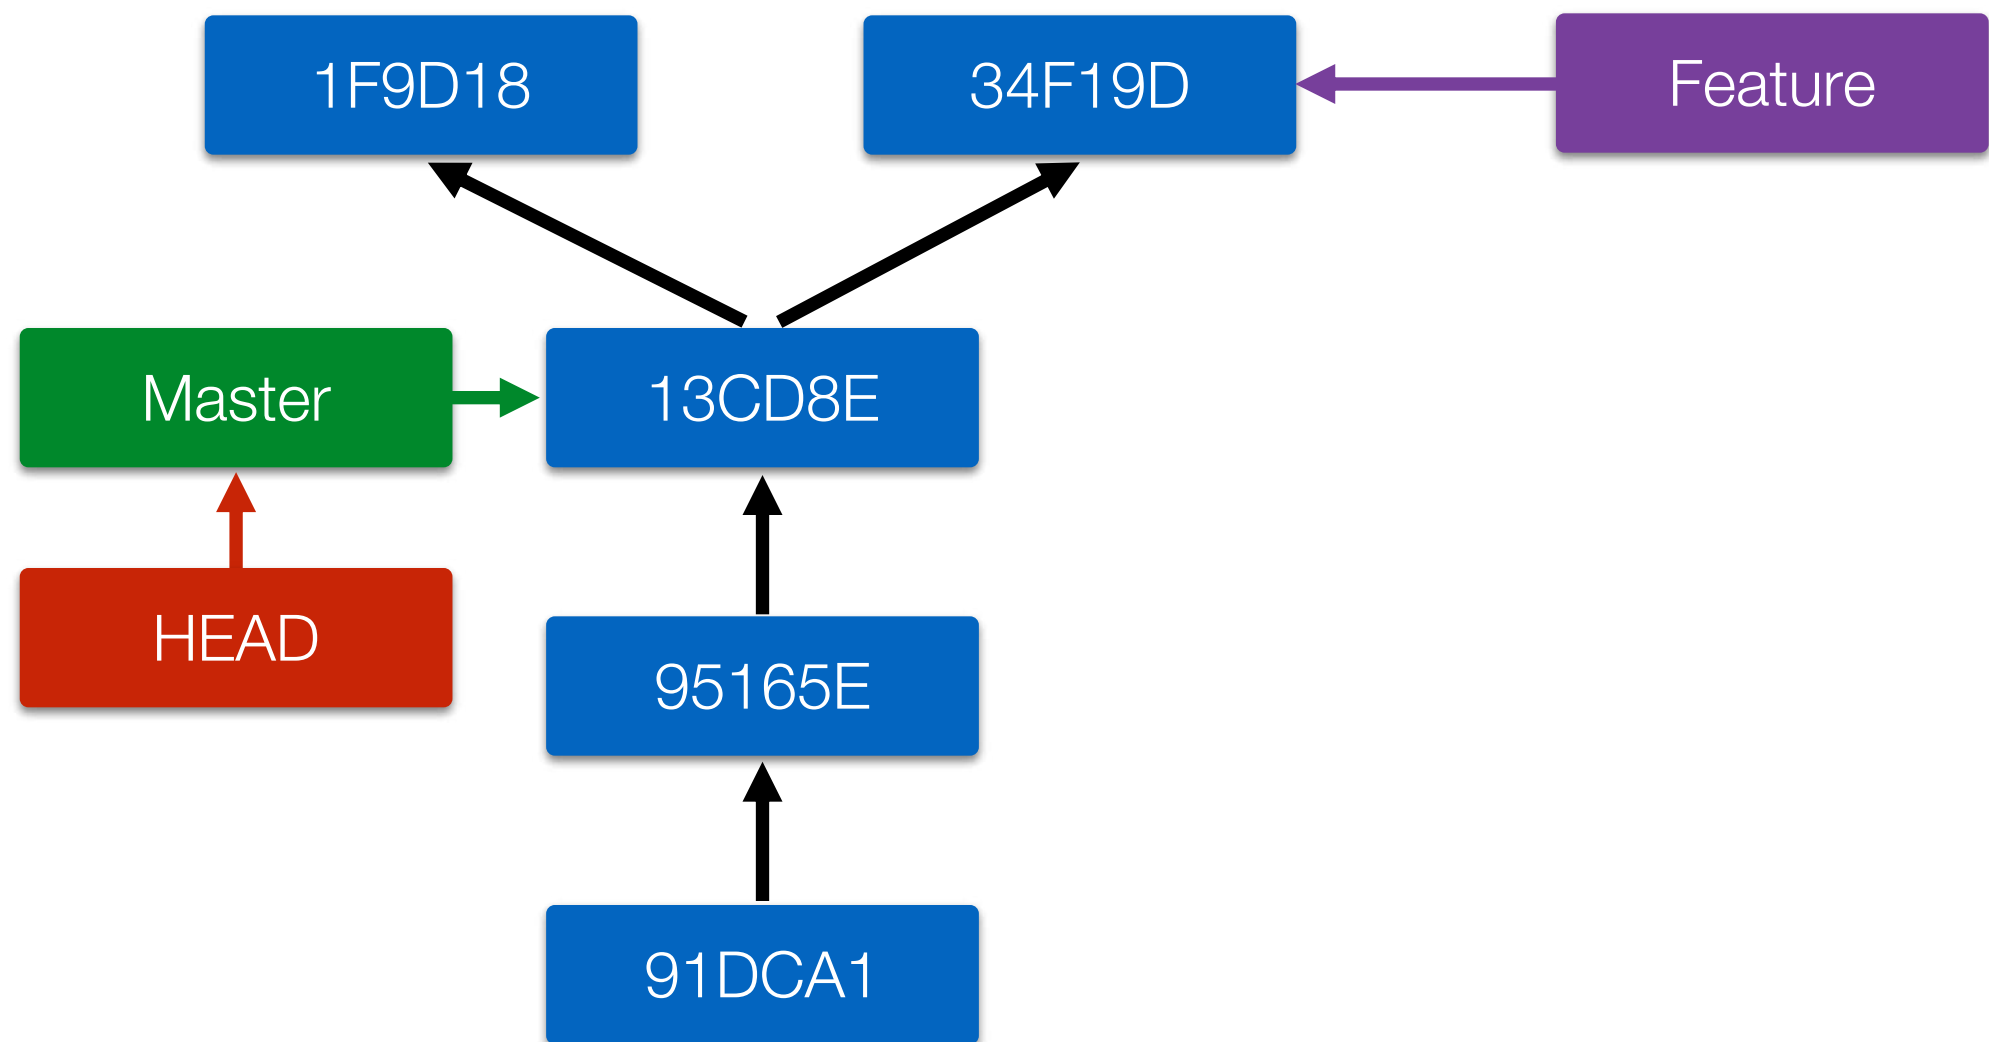 1F9D18
34F19D
Feature
Master
13CD8E
HEAD
95165E
91DCA1